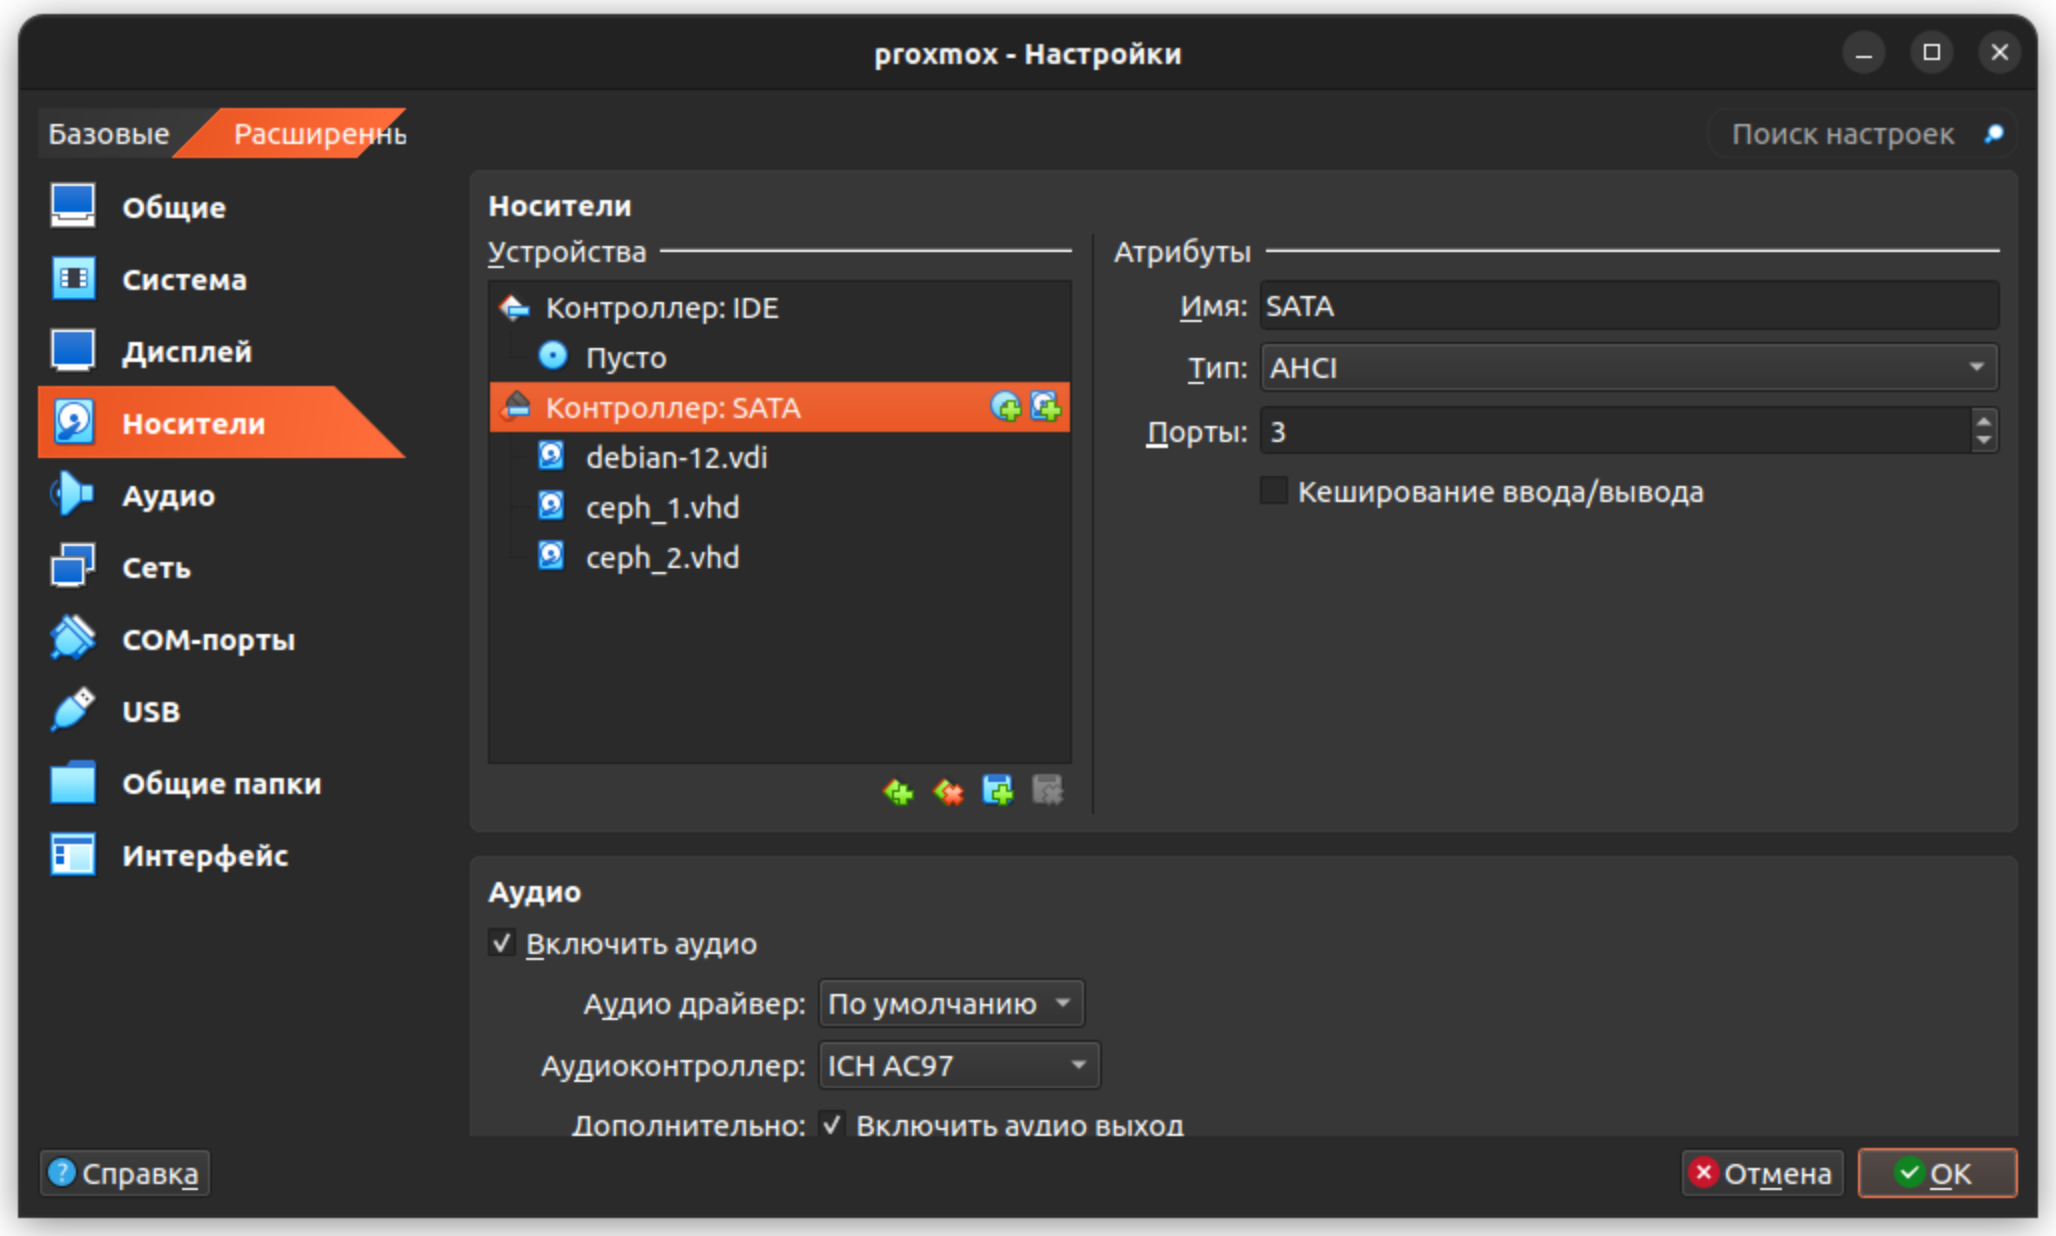 proxmox - Настройки
Базовые
Расширенны
Поиск настроек
Общие
Система
Дисплей
Носители
Аудио
Сеть
COM-порты
USB
Общие папки
Интерфейс
Носители
Устройства
Контроллер: IDE
Пусто
Контроллер: SATA
debian-12.vdi
ceph_1.vhd
ceph_2.vhd
Атрибуты
Имя: SATA
Тип: AHCI
Порты: 3
Кеширование ввода/вывода
Аудио
Включить аудио
Аудио драйвер: По умолчанию
Аудиоконтроллер: ICH AC97
Дополнительно: Включить аудио выход
Справка
Отмена
OK